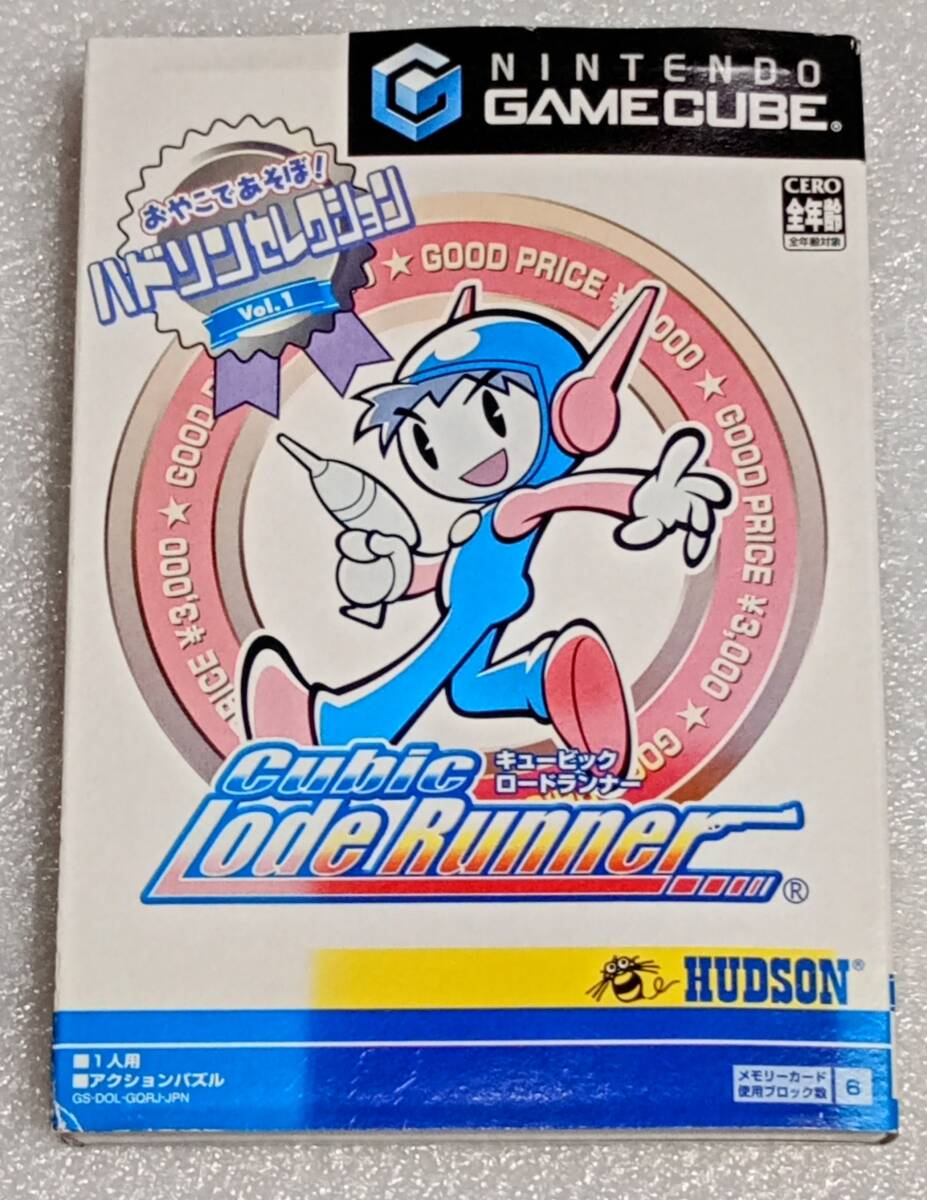 NINTENDO
GAMECUBE®
CERO
全年齢
全年齢対象
おやこであそぼ!
ハドソンセレクション
Vol.1
★ GOOD PRICE ¥3,000 ★ GOOD PRICE ¥3,000 ★ GOOD
PRICE ¥3,000 ★ GOOD
Cubic
キュービック
ロードランナー
Lode Runner®
HUDSON®
■1人用
■アクションパズル
GS-DOL-GQRJ-JPN
メモリーカード
使用ブロック数
6